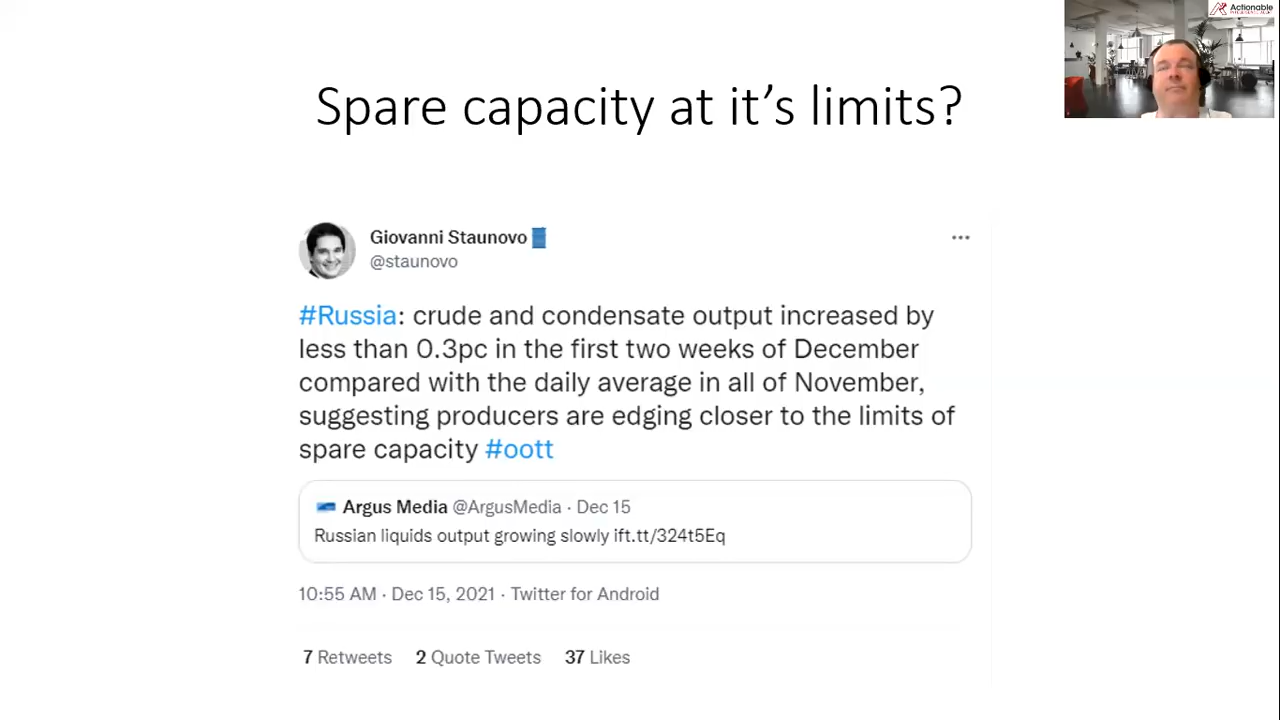 Actionable
Spare capacity at it’s limits?
Giovanni Staunovo
@staunovo
#Russia: crude and condensate output increased by
less than 0.3pc in the first two weeks of December
compared with the daily average in all of November,
suggesting producers are edging closer to the limits of
spare capacity #oott
Argus Media @ArgusMedia · Dec 15
Russian liquids output growing slowly ift.tt/324t5Eq
10:55 AM · Dec 15, 2021 · Twitter for Android
7 Retweets 2 Quote Tweets 37 Likes